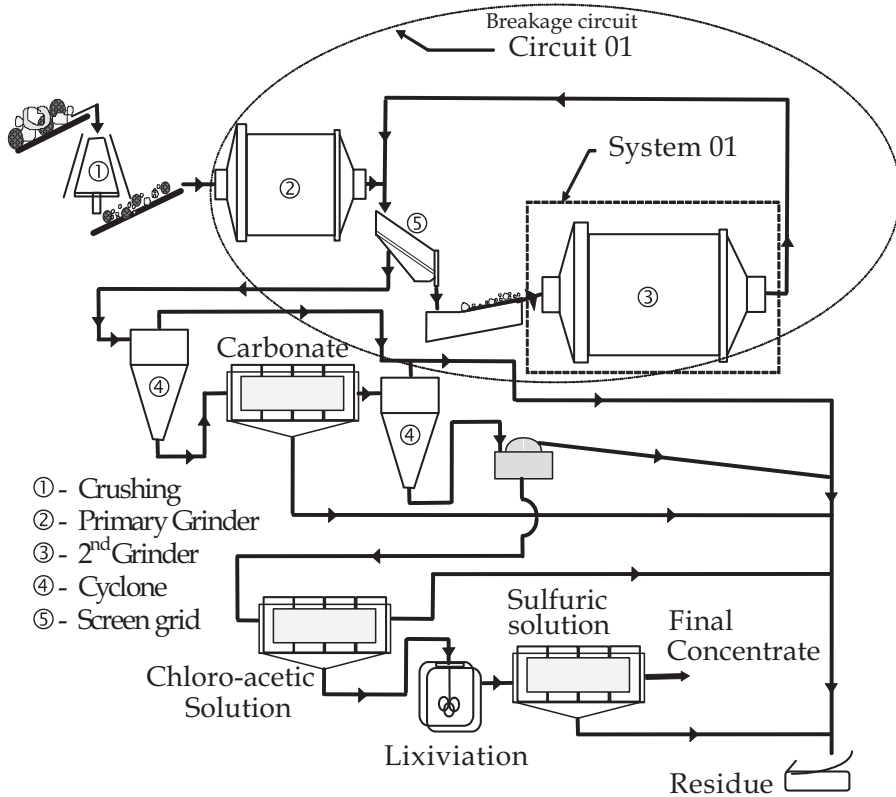 Breakage circuit
Circuit 01
System 01
①
②
⑤
③
Carbonate
④
④
① - Crushing
② - Primary Grinder
③ - 2nd Grinder
④ - Cyclone
⑤ - Screen grid
Sulfuric
solution
Final
Concentrate
Chloro-acetic
Solution
Lixiviation
Residue